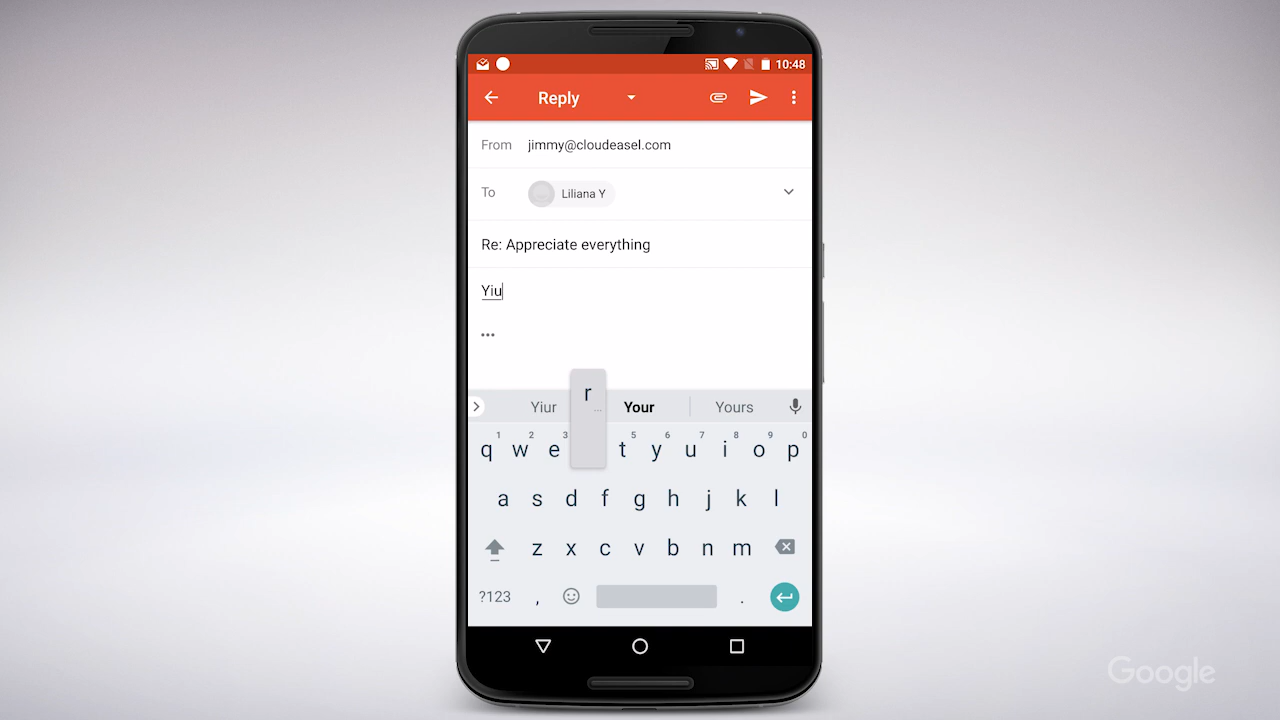 10:48
Reply
From jimmy@cloudeasel.com
To Liliana Y
Re: Appreciate everything
Yiu
...
r
...
Yiur Your Yours
1 2 3 5 6 7 8 9 0
q w e t y u i o p
a s d f g h j k l
z x c v b n m
?123 , .
Google